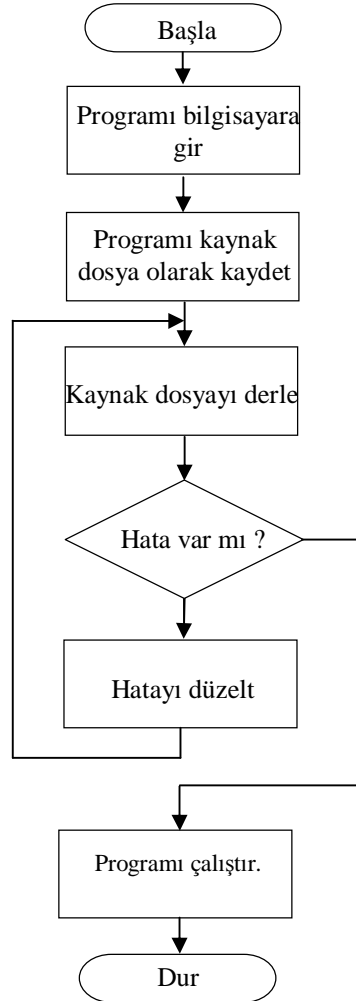 Başla
Programı bilgisayara
gir
Programı kaynak
dosya olarak kaydet
Kaynak dosyayı derle
Hata var mı ?
Hatayı düzelt
Programı çalıştır.
Dur